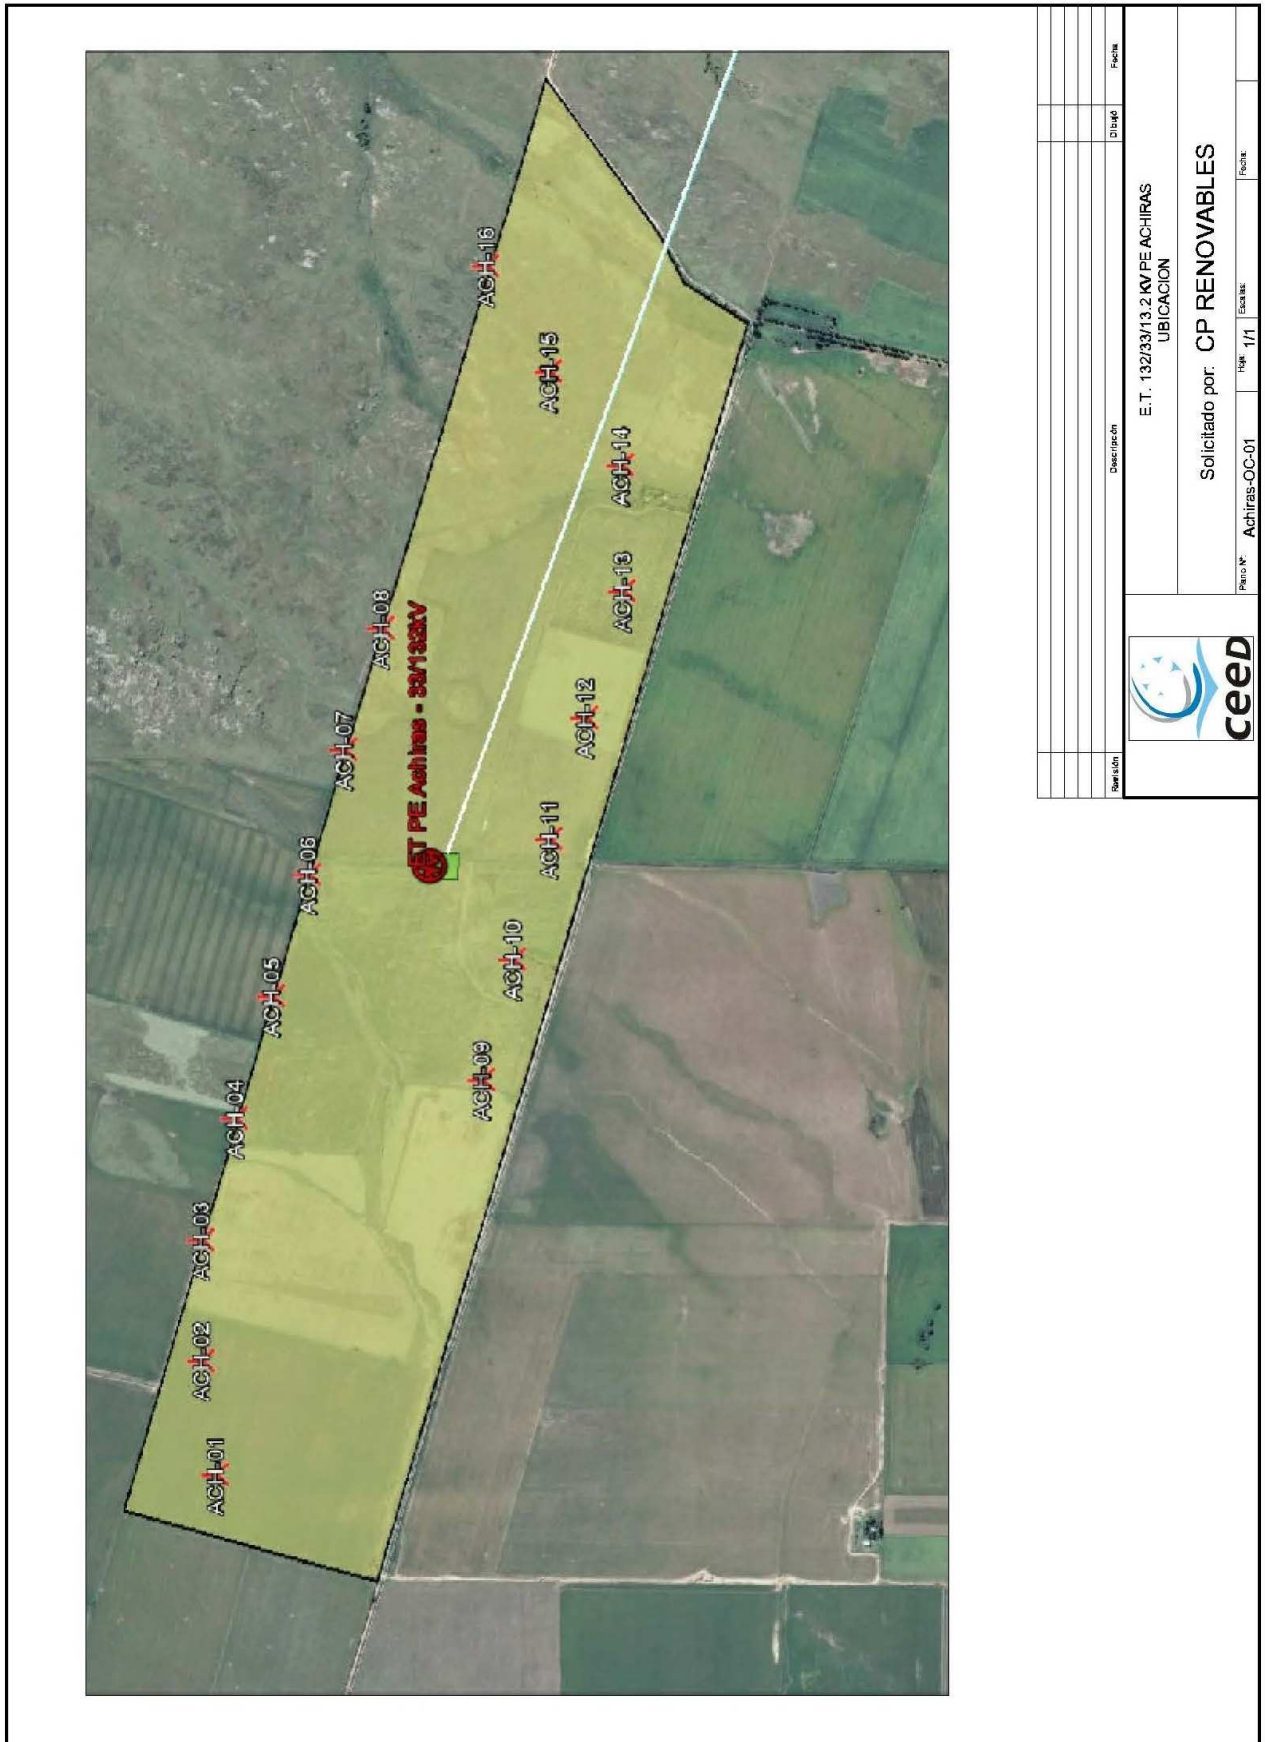 ACH-01
ACH-02
ACH-03
ACH-04
ACH-05
ACH-06
ACH-07
ACH-08
ACH-09
ACH-10
ACH-11
ACH-12
ACH-13
ACH-14
ACH-15
ACH-16
ET PE Achiras - 33/132kV
Revisión
Descripción
Dibujó
Fecha
E.T. 132/33/13.2 KV PE ACHIRAS
UBICACION
Solicitado por: CP RENOVABLES
ceed
Plano Nº: Achiras-OC-01
Hoja: 1/1
Escalas:
Fecha: